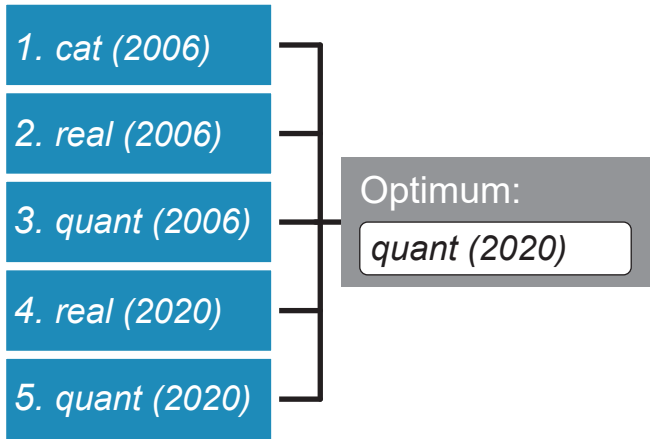 1. cat (2006)
2. real (2006)
3. quant (2006)
4. real (2020)
5. quant (2020)
Optimum:
quant (2020)